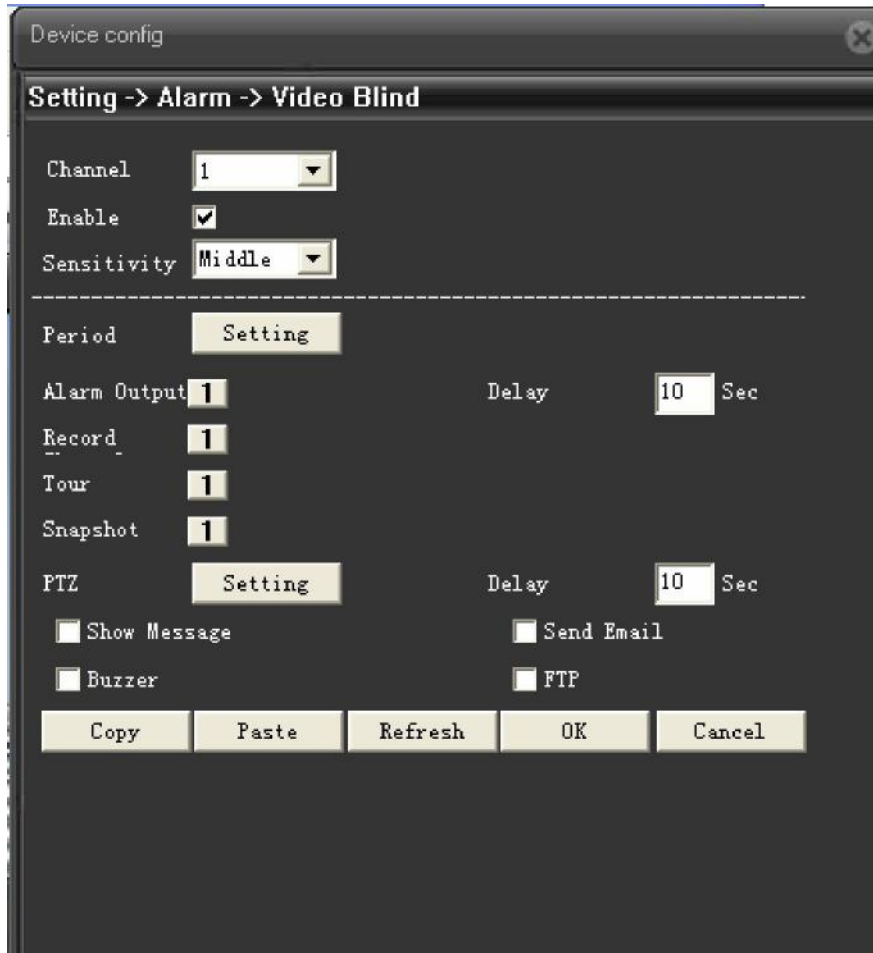 Device config
Setting -> Alarm -> Video Blind
Channel 1
Enable
Sensitivity Middle
Period Setting
Alarm Output 1 Delay 10 Sec
Record 1
Tour 1
Snapshot 1
PTZ Setting Delay 10 Sec
Show Message Send Email
Buzzer FTP
Copy Paste Refresh OK Cancel